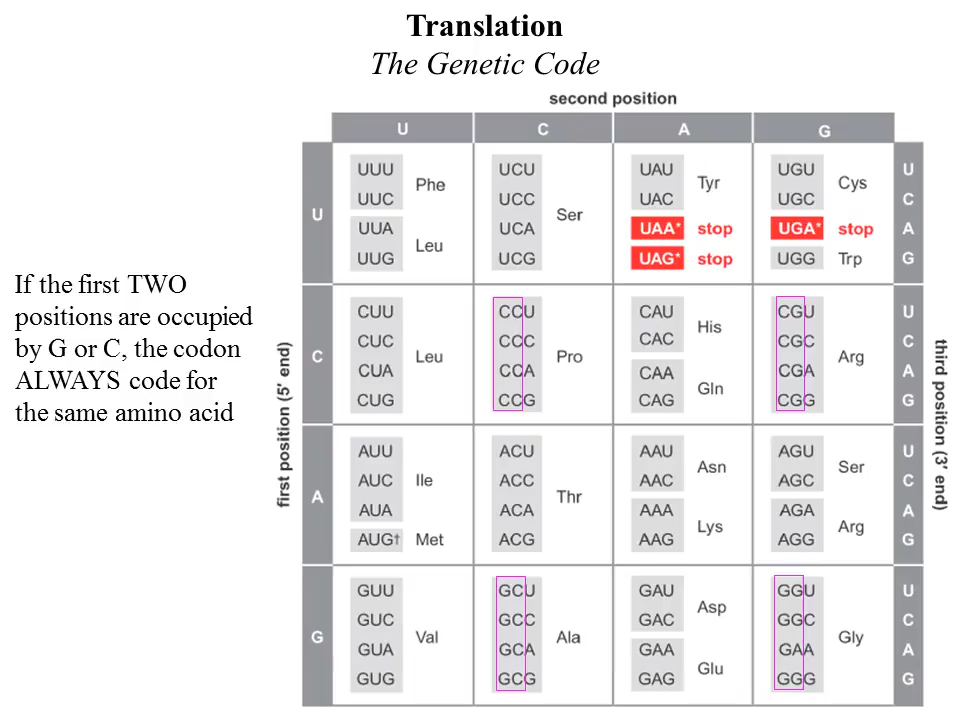 Translation
The Genetic Code
If the first TWO
positions are occupied
by G or C, the codon
ALWAYS code for
the same amino acid
second position
U C A G
first position (5′ end)
U
UUU
UUC
Phe
UUA
UUG
Leu
UCU
UCC
UCA
UCG
Ser
UAU
UAC
Tyr
UAA* stop
UAG* stop
UGU
UGC
Cys
UGA* stop
UGG Trp
U
C
A
G
C
CUU
CUC
CUA
CUG
Leu
CCU
CCC
CCA
CCG
Pro
CAU
CAC
His
CAA
CAG
Gln
CGU
CGC
CGA
CGG
Arg
U
C
A
G
A
AUU
AUC
AUA
Ile
AUG† Met
ACU
ACC
ACA
ACG
Thr
AAU
AAC
Asn
AAA
AAG
Lys
AGU
AGC
Ser
AGA
AGG
Arg
U
C
A
G
G
GUU
GUC
GUA
GUG
Val
GCU
GCC
GCA
GCG
Ala
GAU
GAC
Asp
GAA
GAG
Glu
GGU
GGC
GAA
GGG
Gly
U
C
A
G
third position (3′ end)